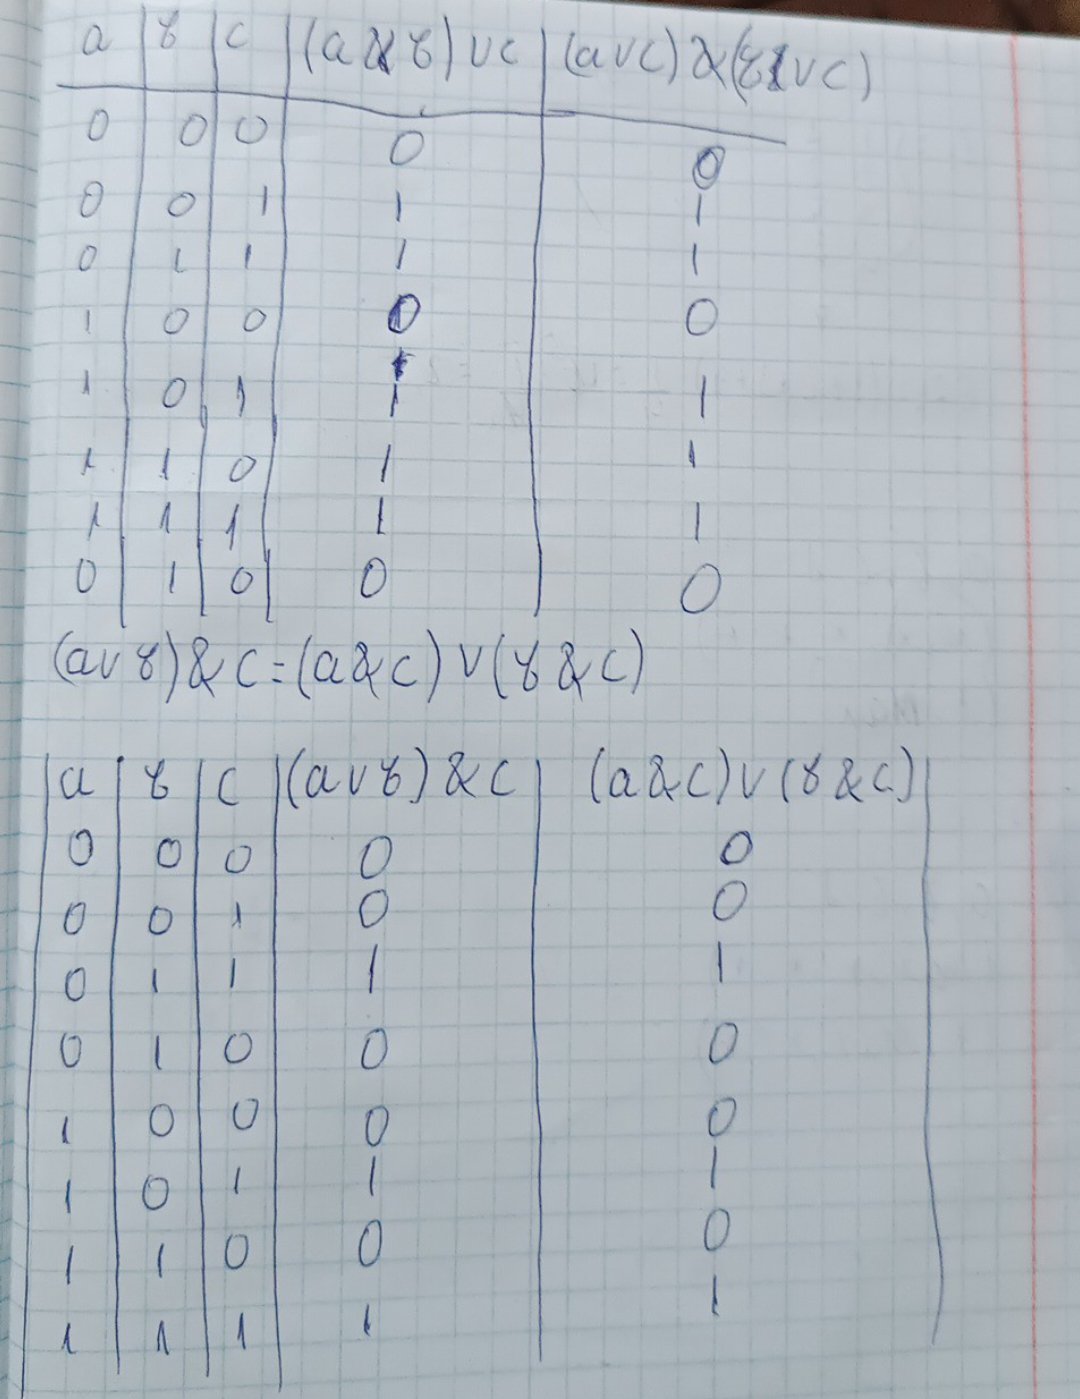 a | в | c | (a & в) ∨ c | (a ∨ c) & (в ∨ c)
0 | 0 | 0 | 0 | 0
0 | 0 | 1 | 1 | 1
0 | 1 | 1 | 1 | 1
1 | 0 | 0 | 0 | 0
1 | 0 | 1 | 1 | 1
1 | 1 | 0 | 1 | 1
1 | 1 | 1 | 1 | 1
0 | 1 | 0 | 0 | 0
(a ∨ в) & c = (a & c) ∨ (в & c)
a | в | c | (a ∨ в) & c | (a & c) ∨ (в & c)
0 | 0 | 0 | 0 | 0
0 | 0 | 1 | 0 | 0
0 | 1 | 1 | 1 | 1
0 | 1 | 0 | 0 | 0
1 | 0 | 0 | 0 | 0
1 | 0 | 1 | 1 | 1
1 | 1 | 0 | 0 | 0
1 | 1 | 1 | 1 | 1